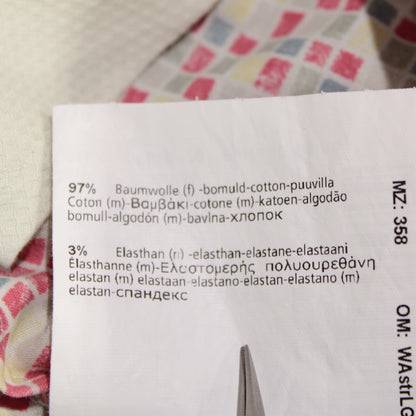 97% Baumwolle (f) -bomuld-cotton-puuvilla
Coton (m)-Βαμβάκι-cotone (m)-katoen-algodão
bomull-algodón (m)-bavlna-хлопок
3% Elasthan (n) -elasthan-elastane-elastaani
Élasthanne (m)-Ελαστομερής πολυουρεθάνη
elastan (m) elastaan-elastano-elastan-elastano (m)
elastan-спандекс
MZ: 358
OM: WAstfLG